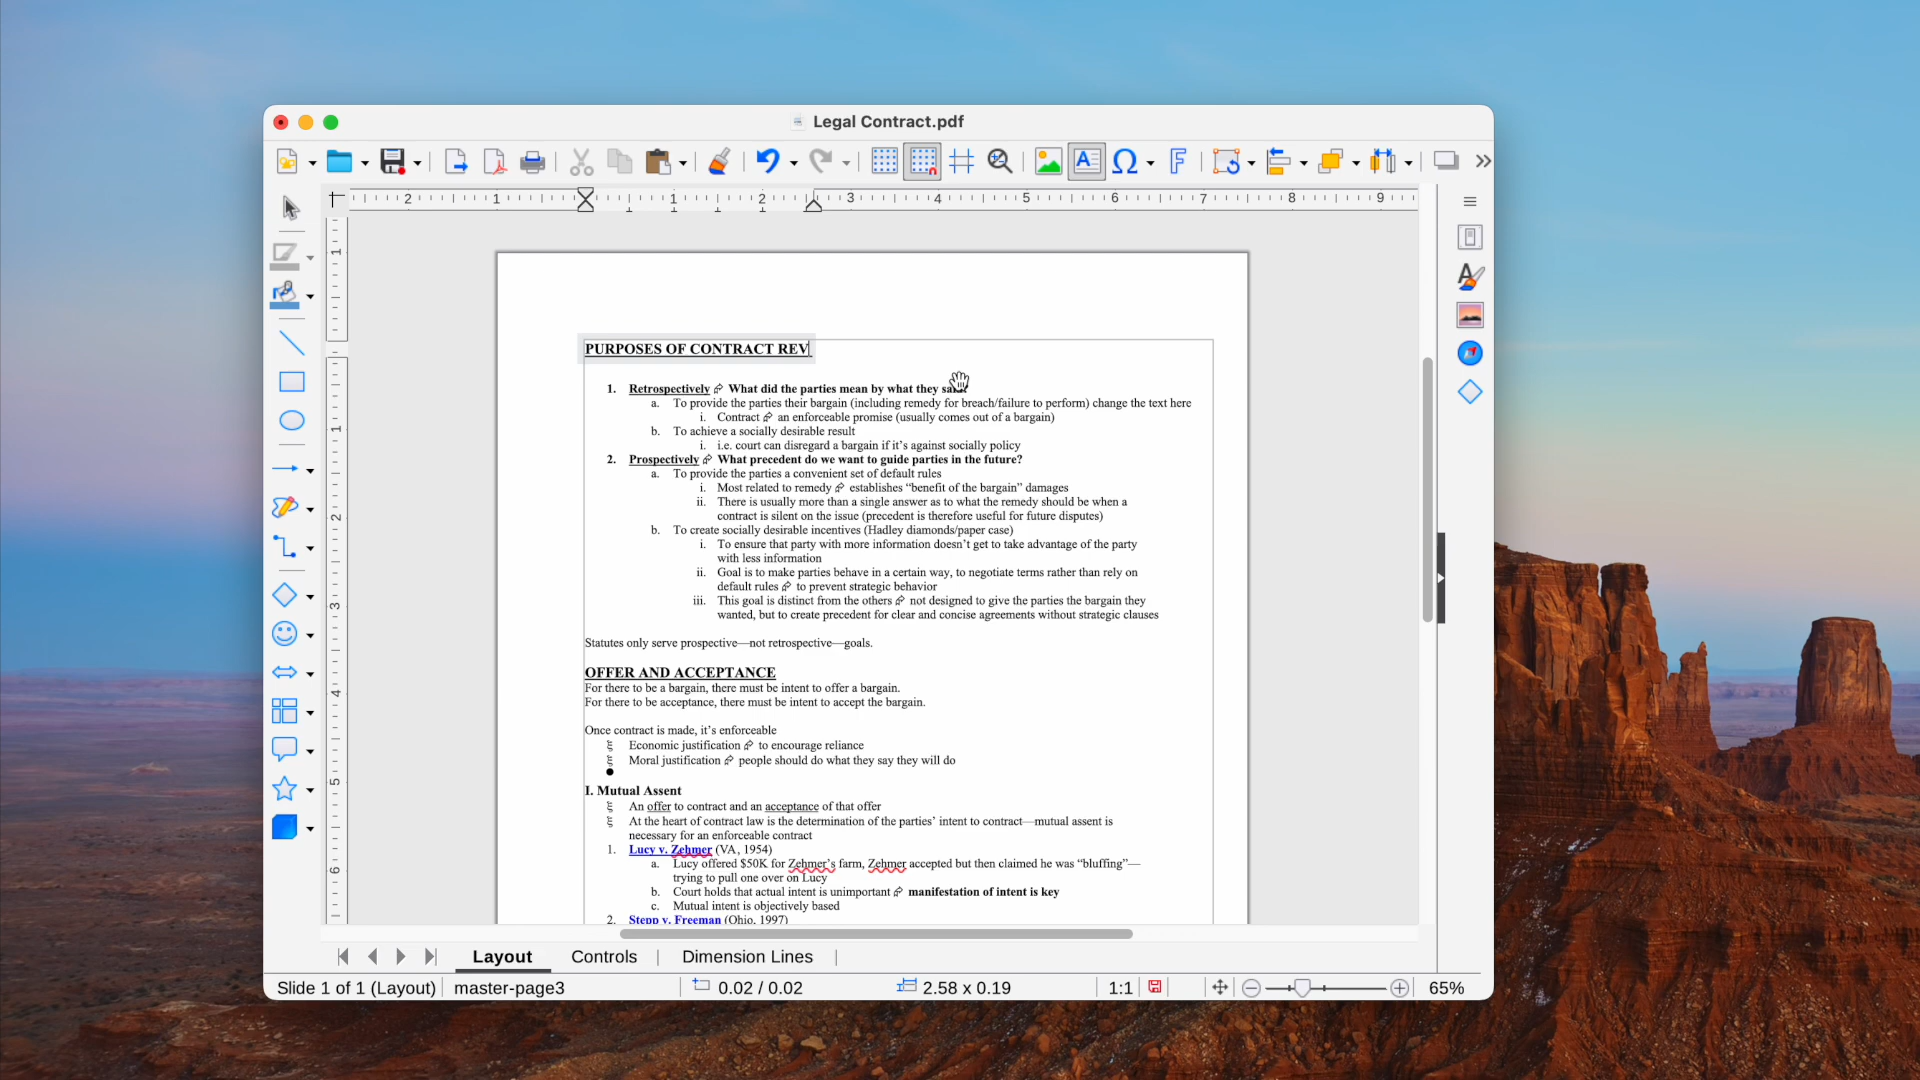 Legal Contract.pdf
2 1 1 2 3 4 5 6 7 8 9
1
1
2
3
4
5
6
PURPOSES OF CONTRACT REV
1. Retrospectively What did the parties mean by what they
a. To provide the parties their bargain (including remedy for breach/failure to perform) change the text here
i. Contract an enforceable promise (usually comes out of a bargain)
b. To achieve a socially desirable result
i. i.e. court can disregard a bargain if it’s against socially policy
2. Prospectively What precedent do we want to guide parties in the future?
a. To provide the parties a convenient set of default rules
i. Most related to remedy establishes “benefit of the bargain” damages
ii. There is usually more than a single answer as to what the remedy should be when a
contract is silent on the issue (precedent is therefore useful for future disputes)
b. To create socially desirable incentives (Hadley diamonds/paper case)
i. To ensure that party with more information doesn’t get to take advantage of the party
with less information
ii. Goal is to make parties behave in a certain way, to negotiate terms rather than rely on
default rules to prevent strategic behavior
iii. This goal is distinct from the others not designed to give the parties the bargain they
wanted, but to create precedent for clear and concise agreements without strategic clauses
Statutes only serve prospective—not retrospective—goals.
OFFER AND ACCEPTANCE
For there to be a bargain, there must be intent to offer a bargain.
For there to be acceptance, there must be intent to accept the bargain.
Once contract is made, it’s enforceable
ξ Economic justification to encourage reliance
ξ Moral justification people should do what they say they will do
●
I. Mutual Assent
ξ An offer to contract and an acceptance of that offer
ξ At the heart of contract law is the determination of the parties’ intent to contract—mutual assent is
necessary for an enforceable contract
1. Lucy v. Zehmer (VA, 1954)
a. Lucy offered $50K for Zehmer’s farm, Zehmer accepted but then claimed he was “bluffing”—
trying to pull one over on Lucy
b. Court holds that actual intent is unimportant manifestation of intent is key
c. Mutual intent is objectively based
2. Stepp v. Freeman (Ohio, 1997)
Layout Controls Dimension Lines
Slide 1 of 1 (Layout) master-page3 0.02 / 0.02 2.58 x 0.19 1:1 65%